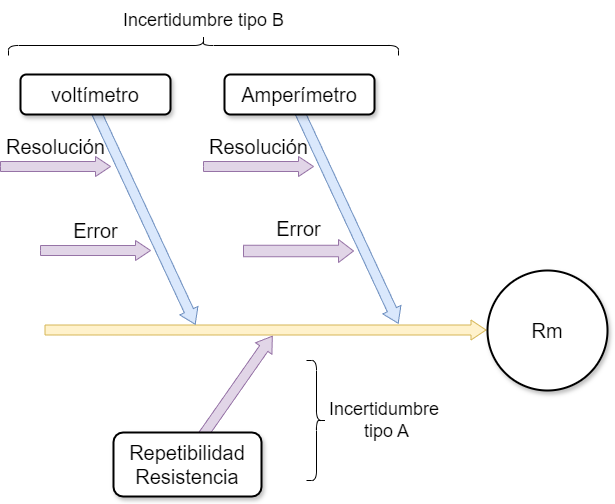 Incertidumbre tipo B
voltímetro
Amperímetro
Resolución
Resolución
Error
Error
Rm
Incertidumbre
tipo A
Repetibilidad
Resistencia